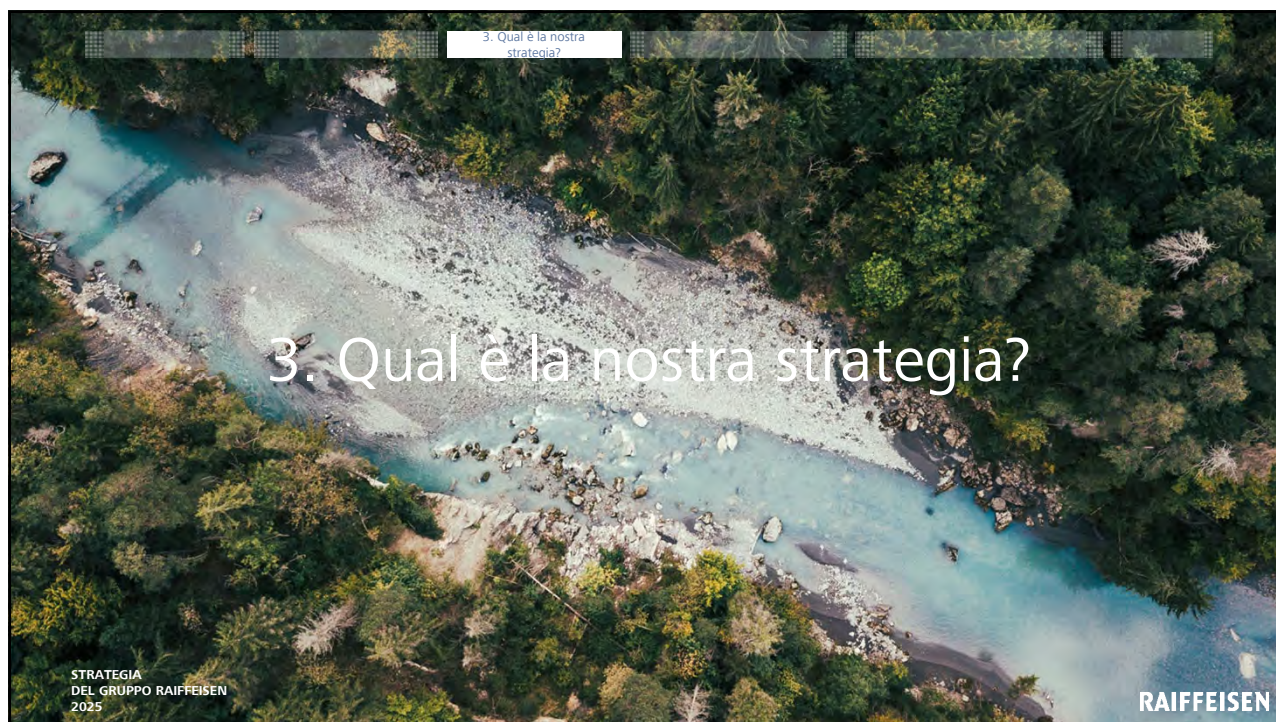 3. Qual è la nostra
strategia?
3. Qual è la nostra strategia?
STRATEGIA
DEL GRUPPO RAIFFEISEN
2025
RAIFFEISEN